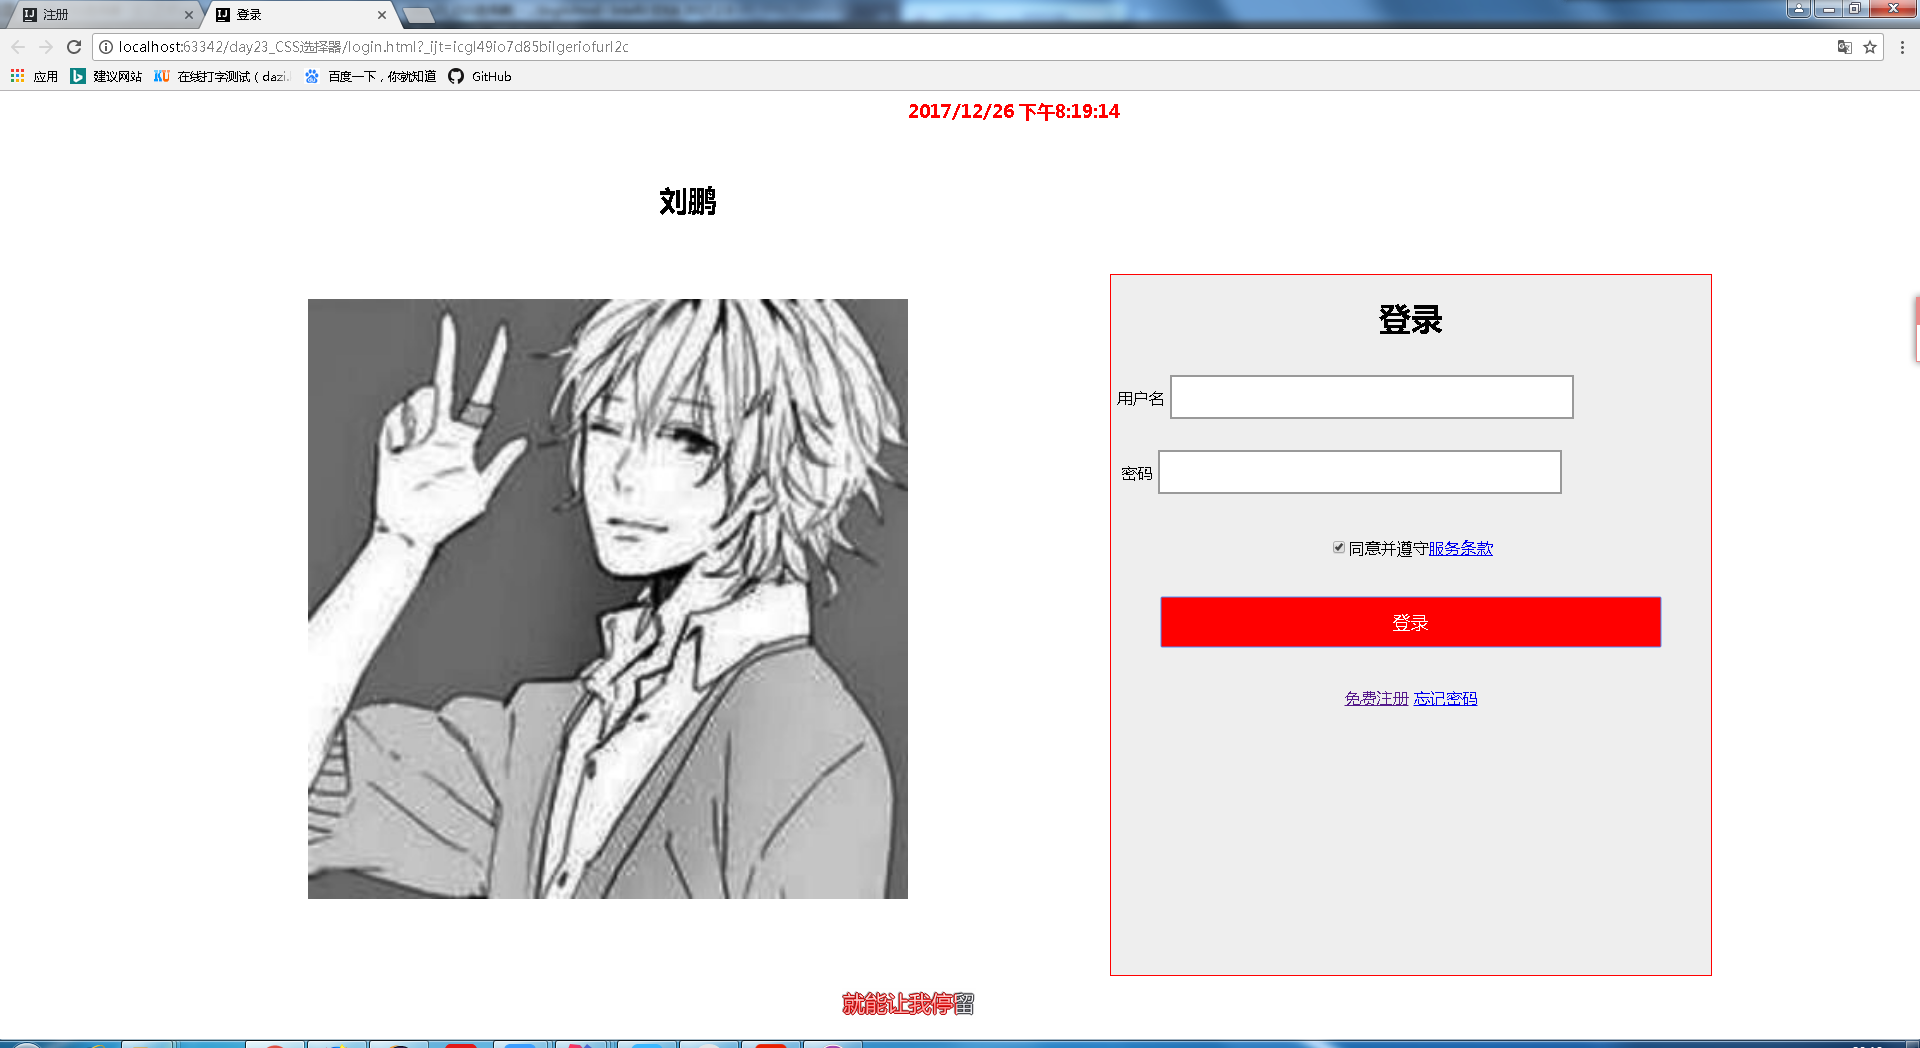 注册
登录
localhost:63342/day23_CSS选择器/login.html?_ijt=icgl49io7d85bilgeriofurl2c
应用 建议网站 在线打字测试（dazi. 百度一下，你就知道 GitHub
2017/12/26 下午8:19:14
刘鹏
登录
用户名
密码
同意并遵守服务条款
登录
免费注册 忘记密码
就能让我停留